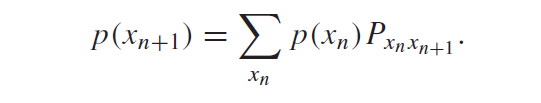 p(x_{n+1}) = \sum_{x_n} p(x_n) P_{x_n x_{n+1}}.